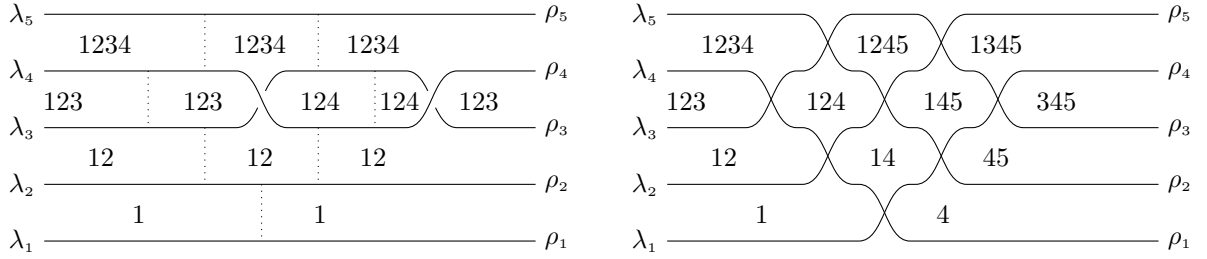 λ₅ ρ₅ λ₅ ρ₅
1234 1234 1234 1234 1245 1345
λ₄ ρ₄ λ₄ ρ₄
123 123 124 124 123 123 124 145 345
λ₃ ρ₃ λ₃ ρ₃
12 12 12 12 14 45
λ₂ ρ₂ λ₂ ρ₂
1 1 1 4
λ₁ ρ₁ λ₁ ρ₁